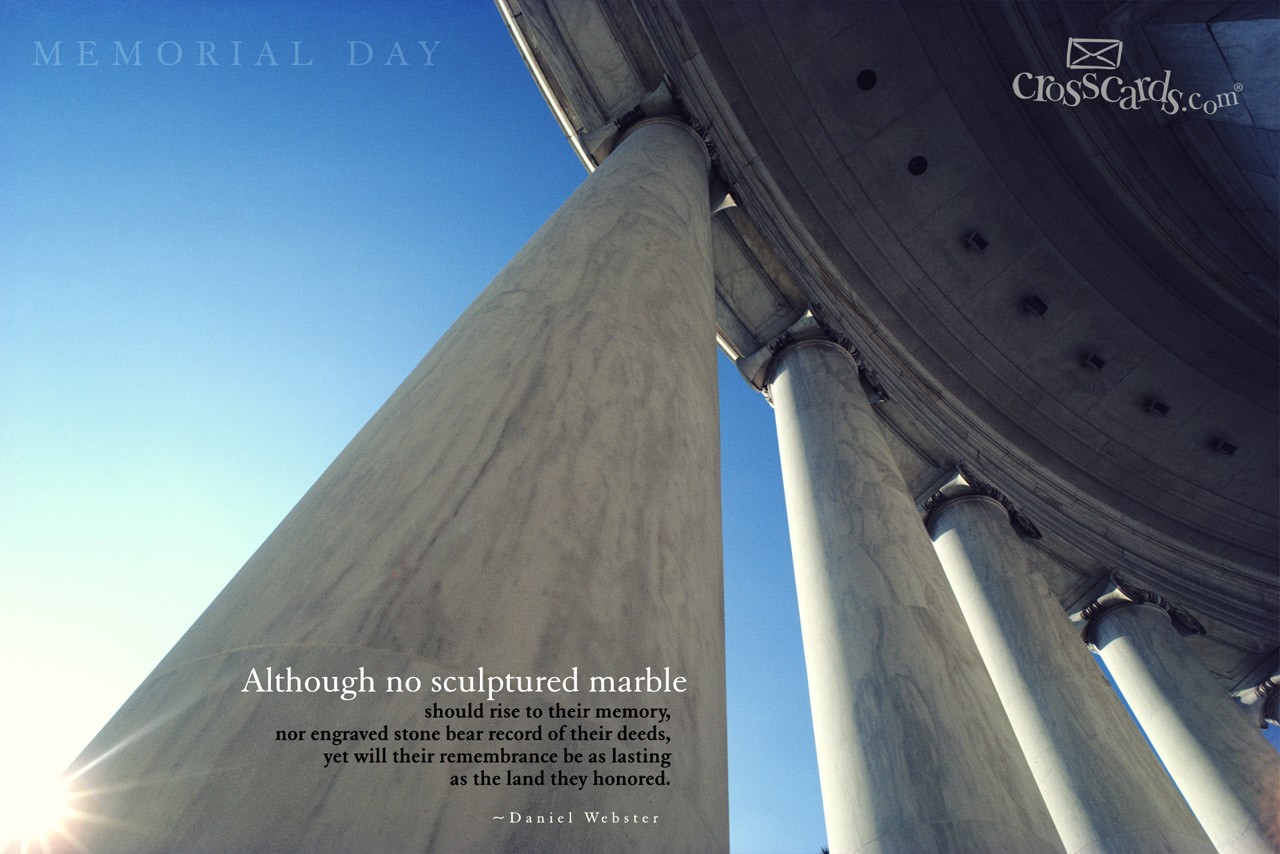 MEMORIAL DAY
crosscards.com®
Although no sculptured marble
should rise to their memory,
nor engraved stone bear record of their deeds,
yet will their remembrance be as lasting
as the land they honored.
~Daniel Webster